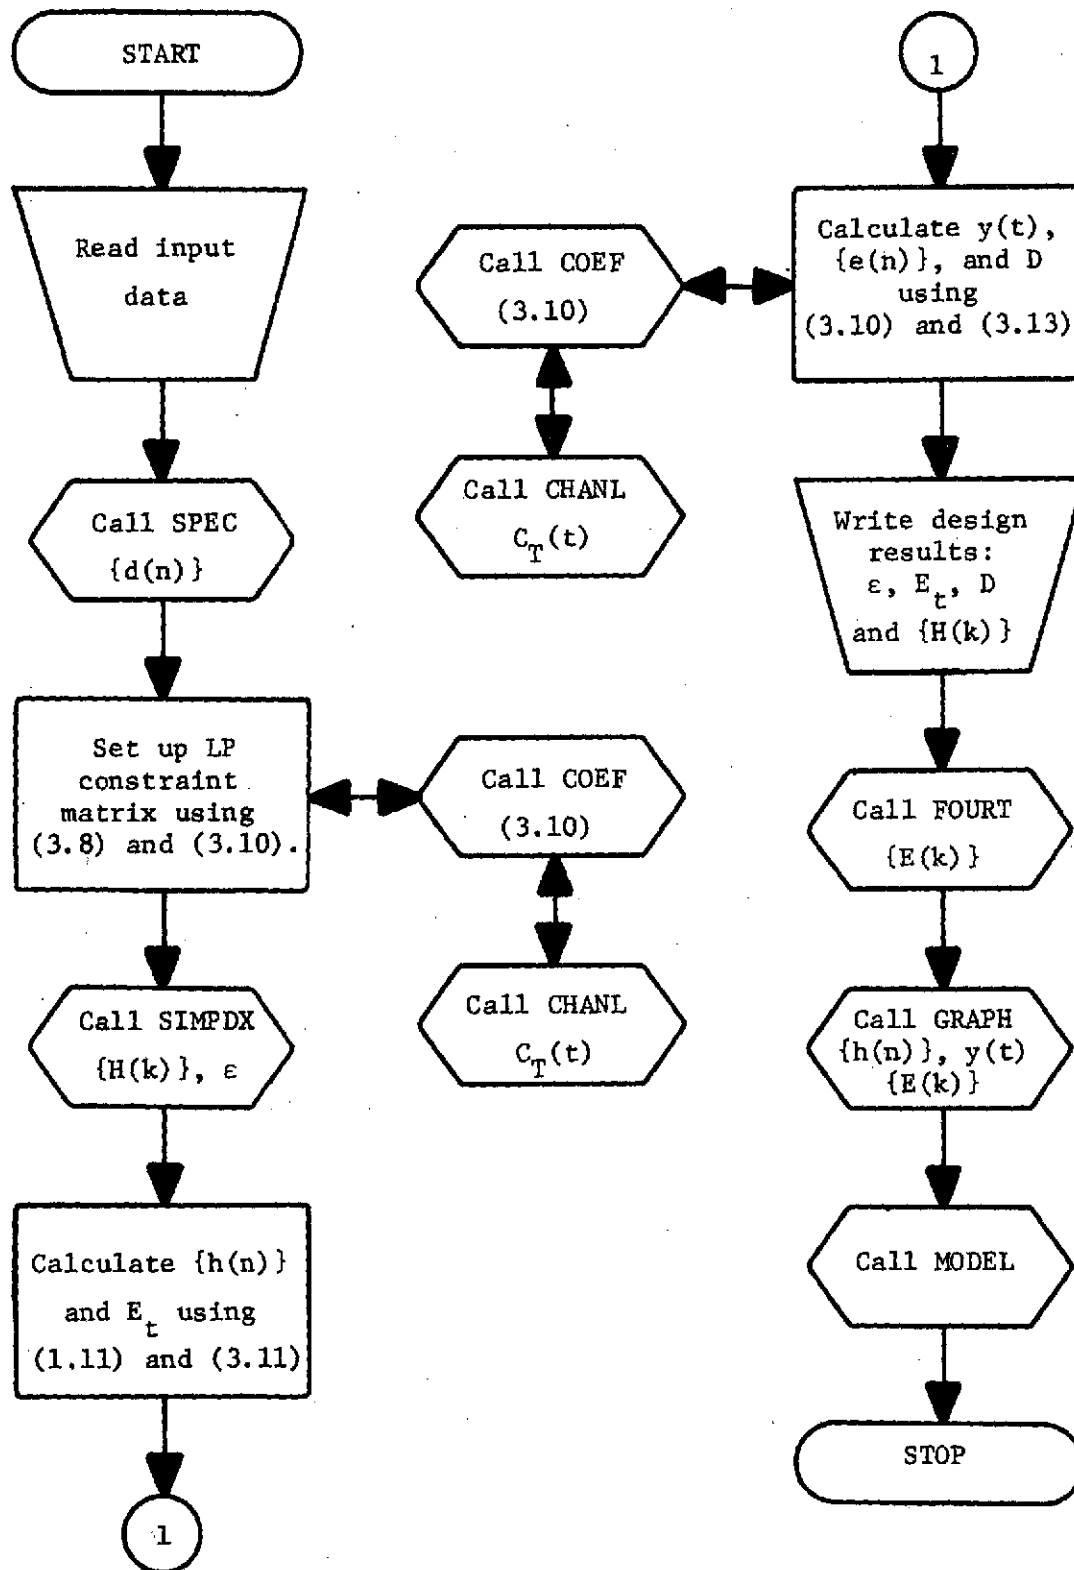 START
Read input
data
Call SPEC
{d(n)}
Set up LP
constraint
matrix using
(3.8) and (3.10).
Call COEF
(3.10)
Call CHANL
C_T(t)
Call SIMPDX
{H(k)}, ε
Calculate {h(n)}
and E_t using
(1.11) and (3.11)
1
1
Calculate y(t),
{e(n)}, and D
using
(3.10) and (3.13)
Call COEF
(3.10)
Call CHANL
C_T(t)
Write design
results:
ε, E_t, D
and {H(k)}
Call FOURT
{E(k)}
Call GRAPH
{h(n)}, y(t)
{E(k)}
Call MODEL
STOP